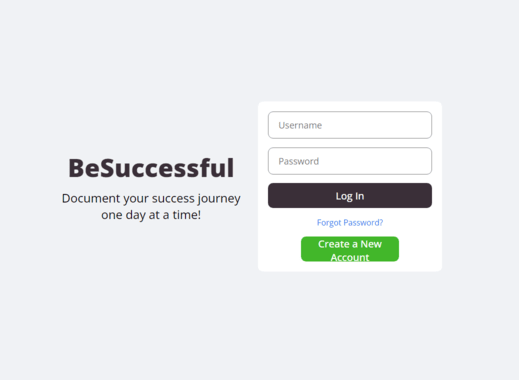 BeSuccessful
Document your success journey
one day at a time!
Username
Password
Log In
Forgot Password?
Create a New
Account